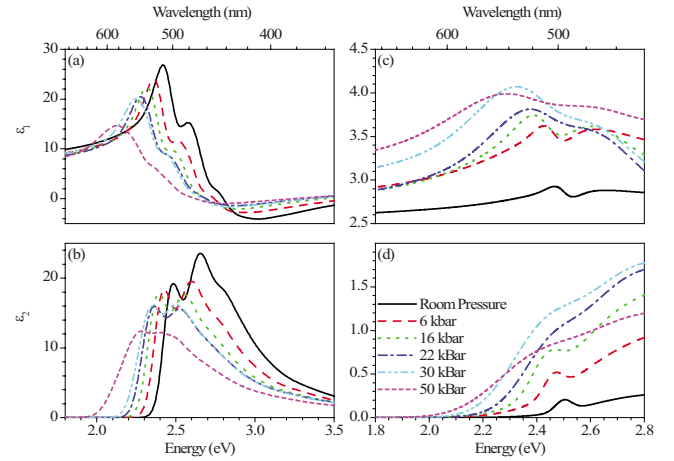 Wavelength (nm)
Wavelength (nm)
600 500 400
600 500
30
20
10
0
ε1
(a)
4.5
4.0
3.5
3.0
2.5
(c)
20
10
0
ε2
(b)
1.5
1.0
0.5
0.0
(d)
Room Pressure
6 kbar
16 kbar
22 kBar
30 kBar
50 kBar
2.0 2.5 3.0 3.5
1.8 2.0 2.2 2.4 2.6 2.8
Energy (eV)
Energy (eV)